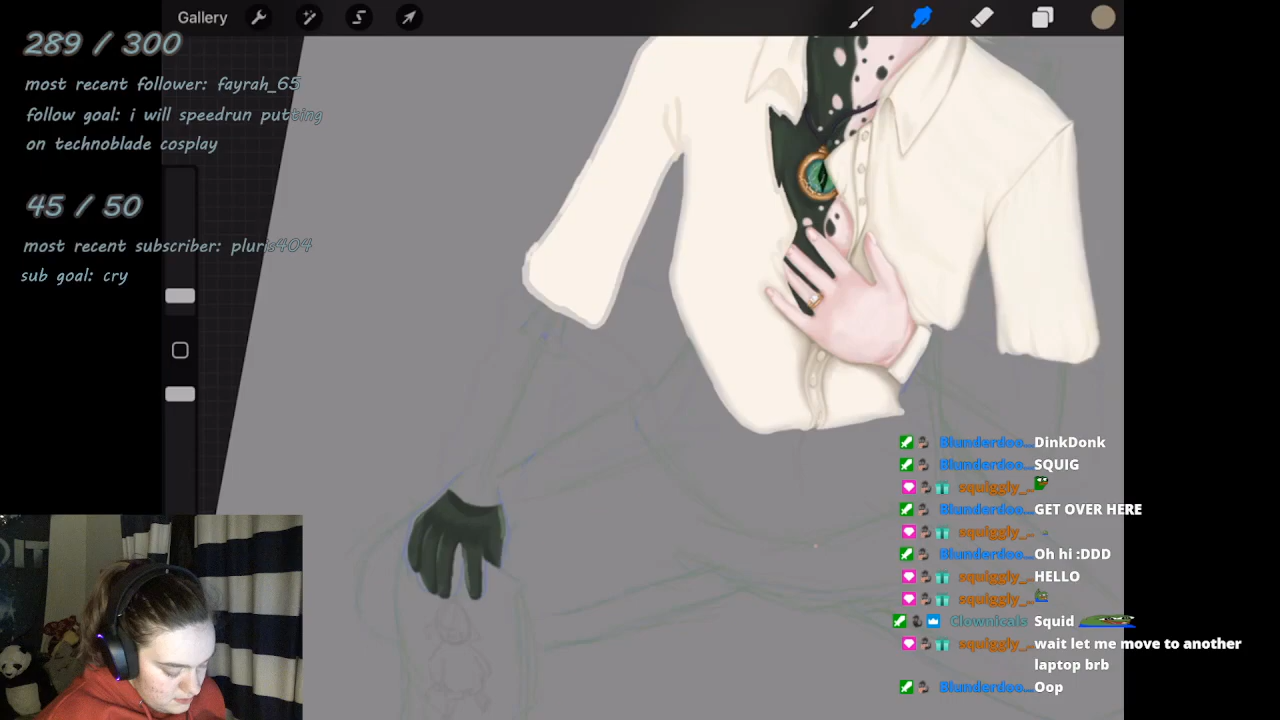 Gallery
289 / 300
most recent follower: fayrah_65
follow goal: i will speedrun putting
on technoblade cosplay
45 / 50
most recent subscriber: pluris404
sub goal: cry
Blunderdoo... DinkDonk
Blunderdoo... SQUIG
squiggly_...
Blunderdoo... GET OVER HERE
squiggly_...
Blunderdoo... Oh hi :DDD
squiggly_... HELLO
squiggly_...
Clownicals Squid
squiggly_... wait let me move to another
laptop brb
Blunderdoo... Oop